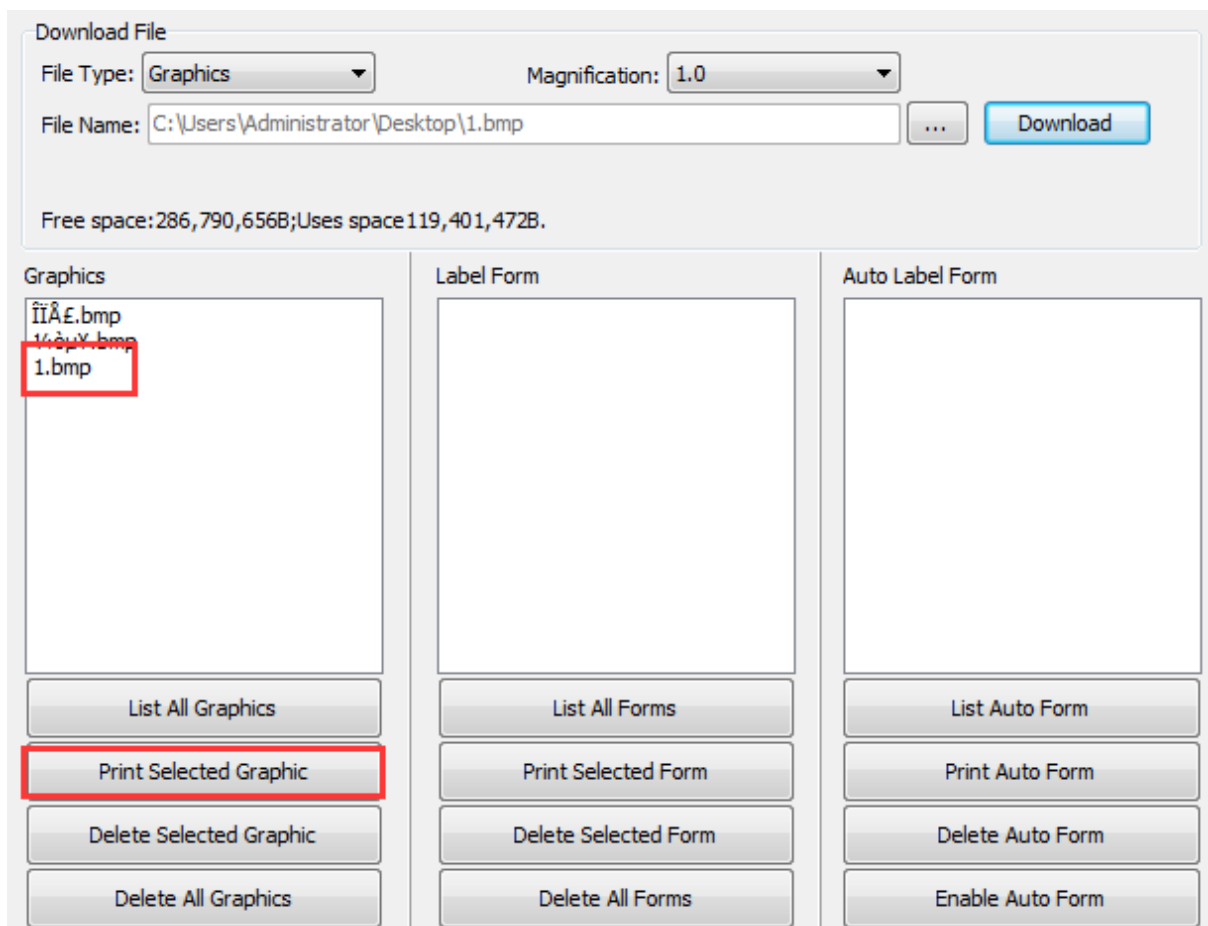 Download File
File Type: Graphics Magnification: 1.0
File Name: C:\Users\Administrator\Desktop\1.bmp ... Download
Free space:286,790,656B;Uses space119,401,472B.
Graphics Label Form Auto Label Form
ÎÏÅ£.bmp
¼òµ¥.bmp
1.bmp
List All Graphics List All Forms List Auto Form
Print Selected Graphic Print Selected Form Print Auto Form
Delete Selected Graphic Delete Selected Form Delete Auto Form
Delete All Graphics Delete All Forms Enable Auto Form